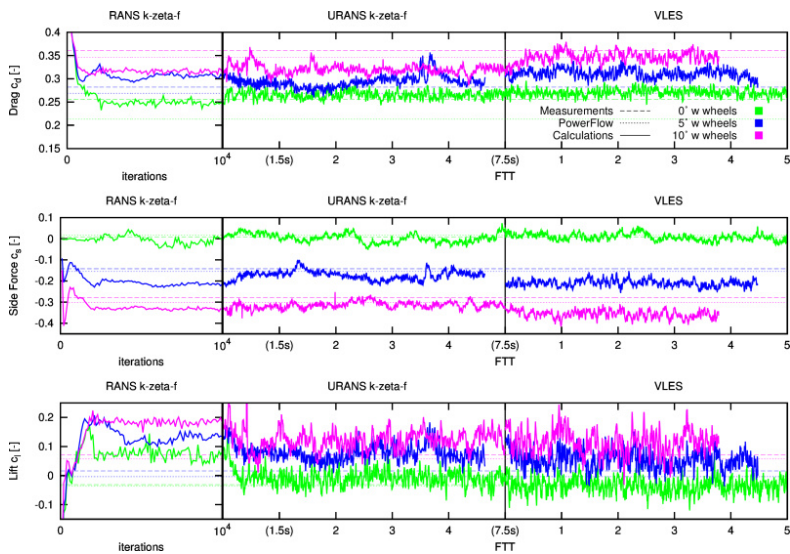 RANS k-zeta-f URANS k-zeta-f VLES
Drag c_d [-]
0.4
0.35
0.3
0.25
0.2
0.15
Measurements 0° w wheels
PowerFlow 5° w wheels
Calculations 10° w wheels
0 10^4 (1.5s) 2 3 4 (7.5s) 1 2 3 4 5
iterations FTT
RANS k-zeta-f URANS k-zeta-f VLES
Side Force c_s [-]
0.1
0
-0.1
-0.2
-0.3
-0.4
0 10^4 (1.5s) 2 3 4 (7.5s) 1 2 3 4 5
iterations FTT
RANS k-zeta-f URANS k-zeta-f VLES
Lift c_l [-]
0.2
0.1
0
-0.1
0 10^4 (1.5s) 2 3 4 (7.5s) 1 2 3 4 5
iterations FTT